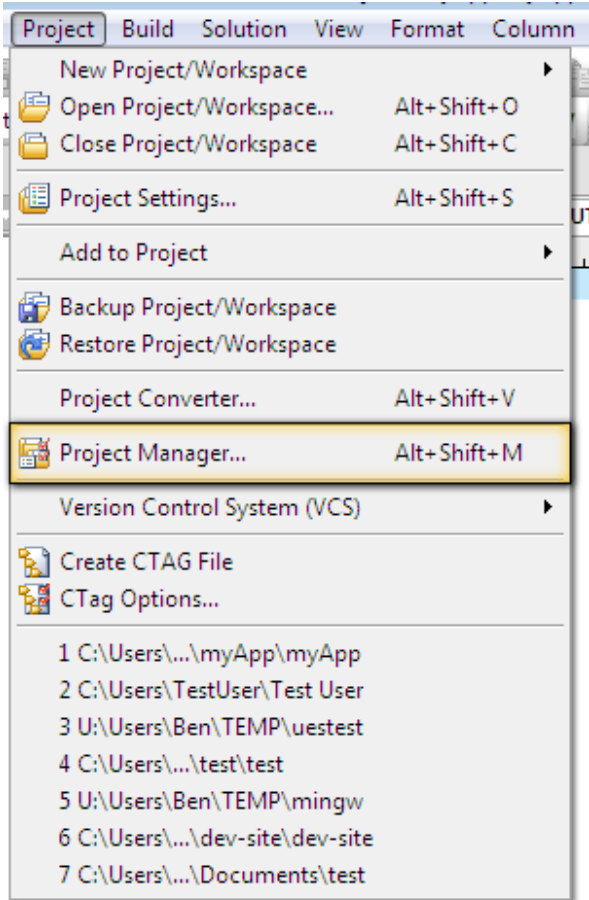 Project Build Solution View Format Column
New Project/Workspace
Open Project/Workspace... Alt+Shift+O
Close Project/Workspace Alt+Shift+C
Project Settings... Alt+Shift+S
Add to Project
Backup Project/Workspace
Restore Project/Workspace
Project Converter... Alt+Shift+V
Project Manager... Alt+Shift+M
Version Control System (VCS)
Create CTAG File
CTag Options...
1 C:\Users\...\myApp\myApp
2 C:\Users\TestUser\Test User
3 U:\Users\Ben\TEMP\uestest
4 C:\Users\...\test\test
5 U:\Users\Ben\TEMP\mingw
6 C:\Users\...\dev-site\dev-site
7 C:\Users\...\Documents\test